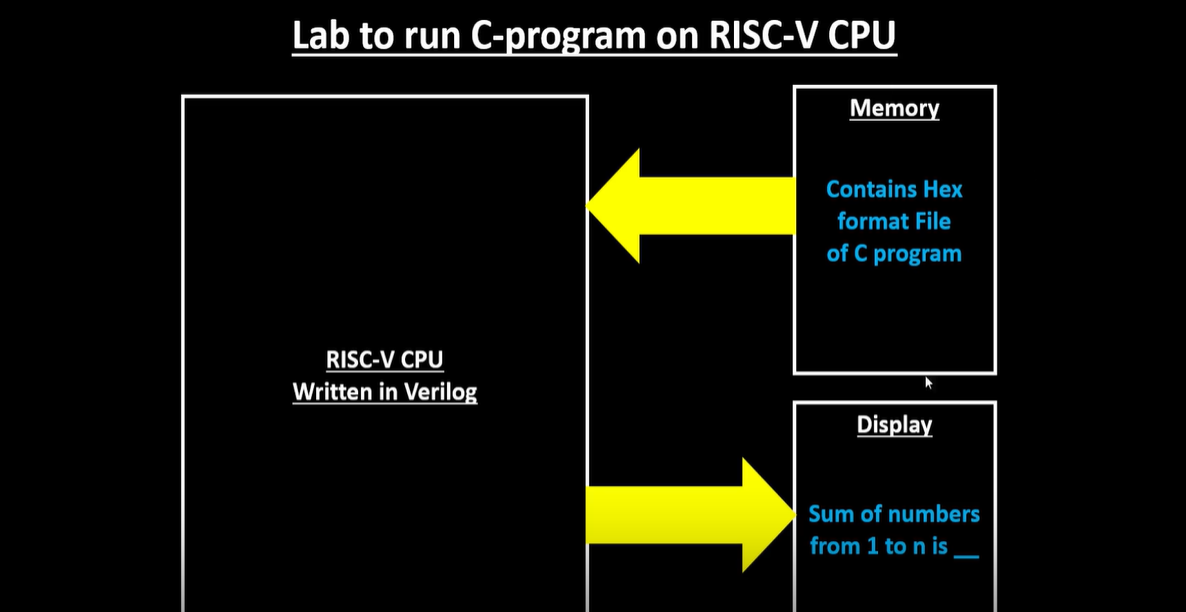 Lab to run C-program on RISC-V CPU
Memory
Contains Hex
format File
of C program
RISC-V CPU
Written in Verilog
Display
Sum of numbers
from 1 to n is __